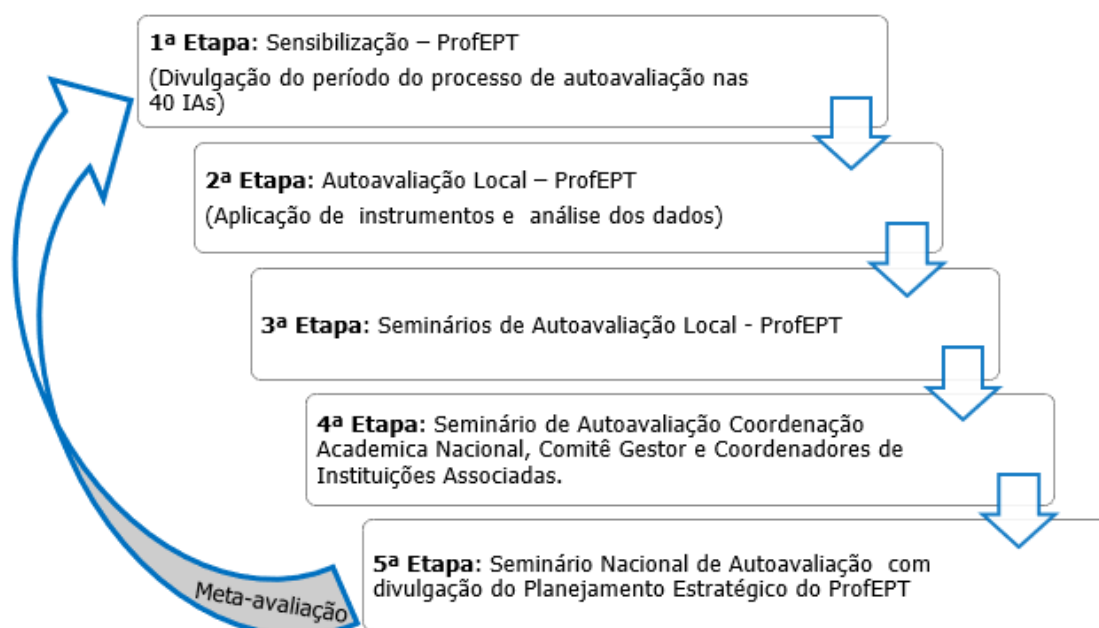 1ª Etapa: Sensibilização – ProfEPT
(Divulgação do período do processo de autoavaliação nas
40 IAs)
2ª Etapa: Autoavaliação Local – ProfEPT
(Aplicação de instrumentos e análise dos dados)
3ª Etapa: Seminários de Autoavaliação Local - ProfEPT
4ª Etapa: Seminário de Autoavaliação Coordenação
Academica Nacional, Comitê Gestor e Coordenadores de
Instituições Associadas.
5ª Etapa: Seminário Nacional de Autoavaliação com
divulgação do Planejamento Estratégico do ProfEPT
Meta-avaliação